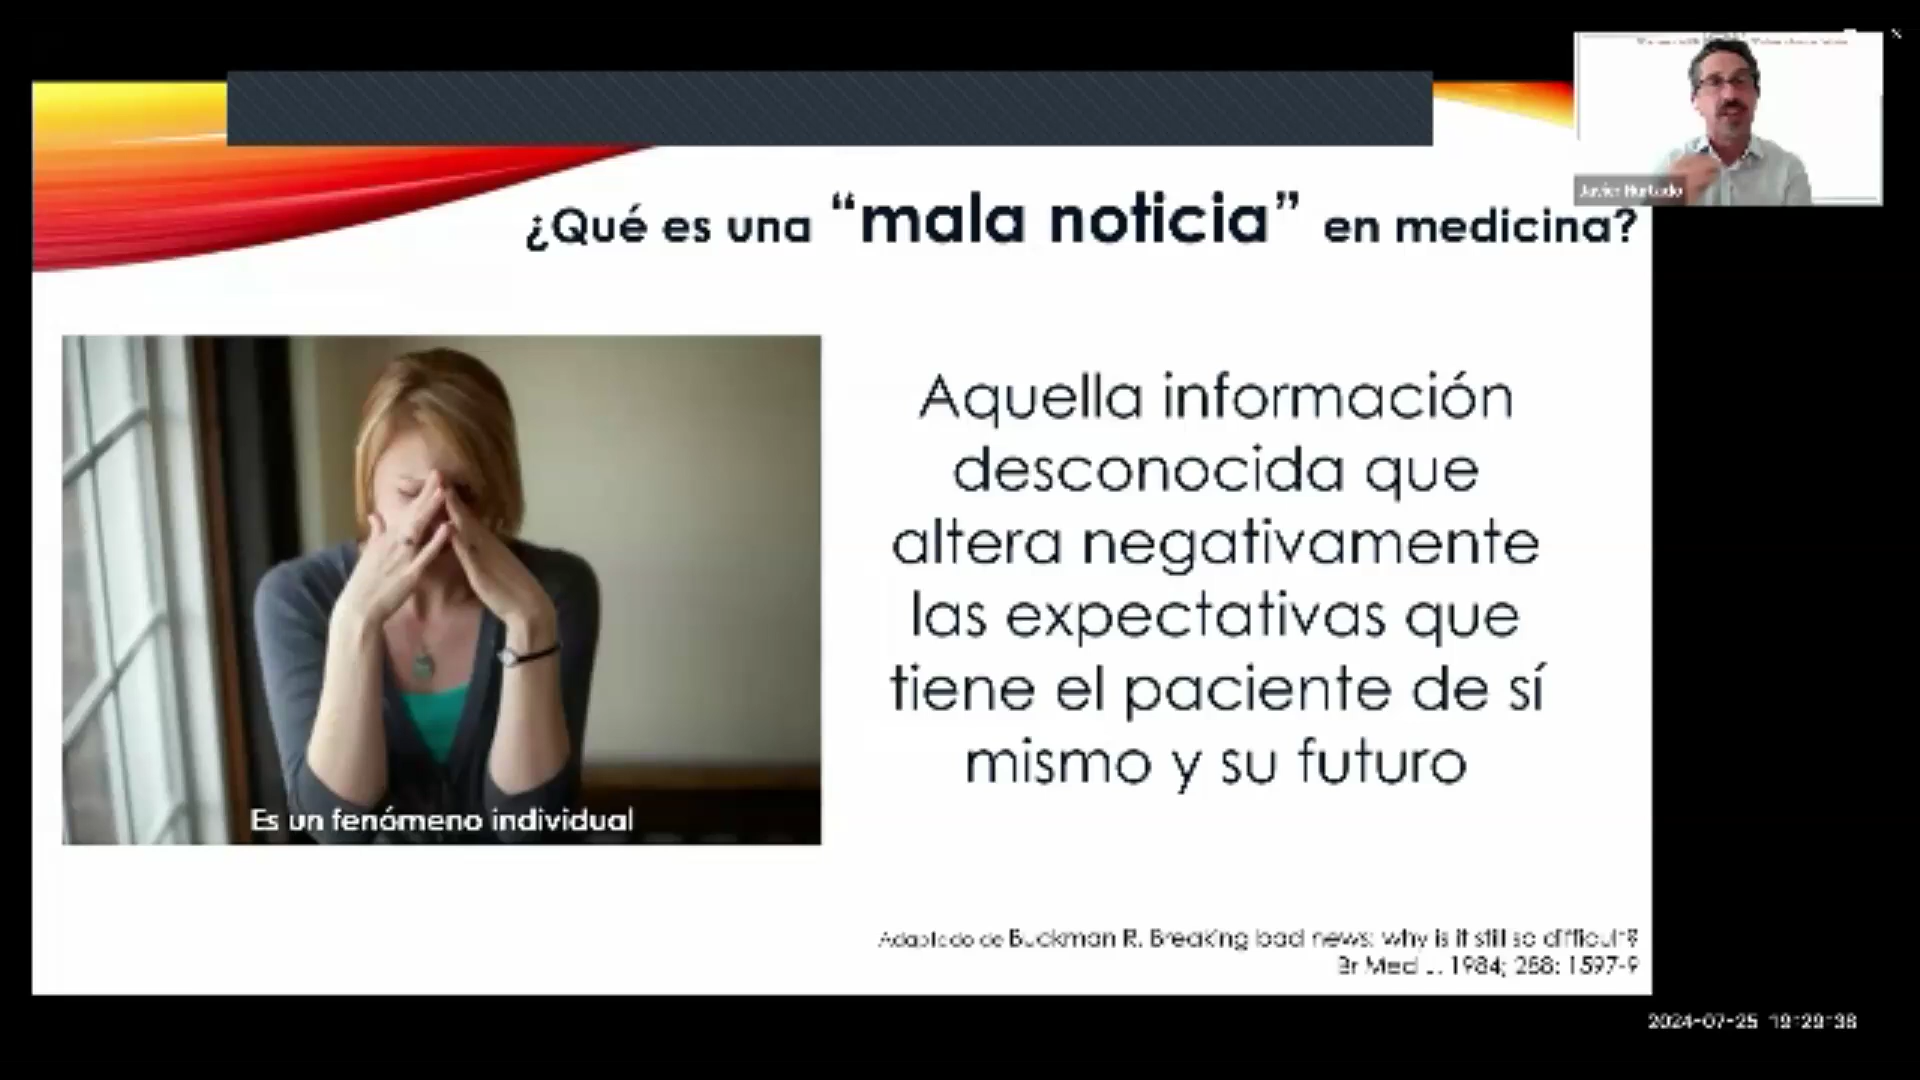 Javier Hurtado
¿Qué es una “mala noticia” en medicina?
Aquella información
desconocida que
altera negativamente
las expectativas que
tiene el paciente de sí
mismo y su futuro
Es un fenómeno individual
Adaptado de Buckman R. Breaking bad news: why is it still so difficult?
Br Med J. 1984; 288: 1597-9
2024-07-25 19:29:38